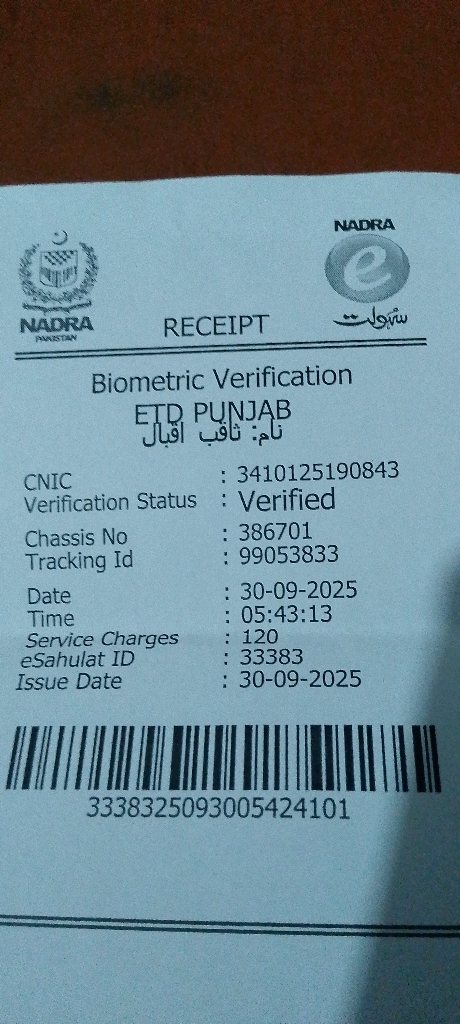 NADRA
PAKISTAN
NADRA
e
سہولت
RECEIPT
Biometric Verification
ETD PUNJAB
نام: ثاقب اقبال
CNIC : 3410125190843
Verification Status : Verified
Chassis No : 386701
Tracking Id : 99053833
Date : 30-09-2025
Time : 05:43:13
Service Charges : 120
eSahulat ID : 33383
Issue Date : 30-09-2025
3338325093005424101